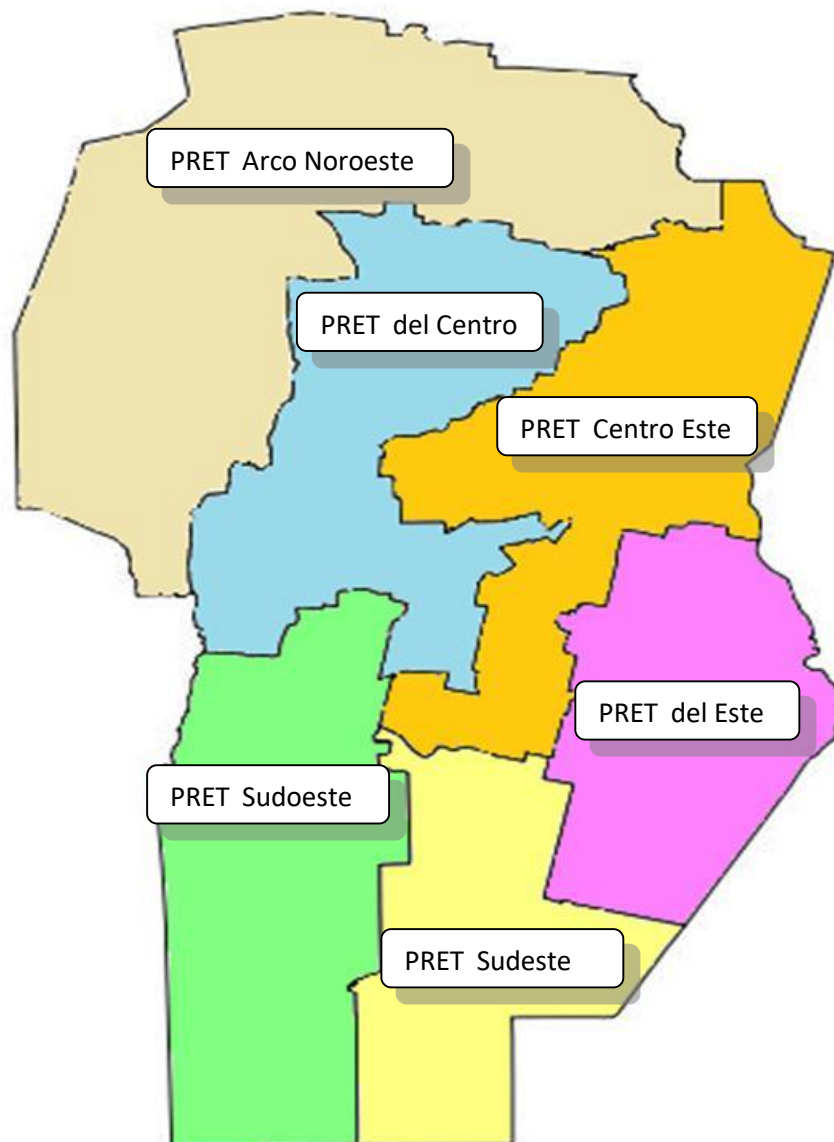 PRET Arco Noroeste
PRET del Centro
PRET Centro Este
PRET del Este
PRET Sudoeste
PRET Sudeste